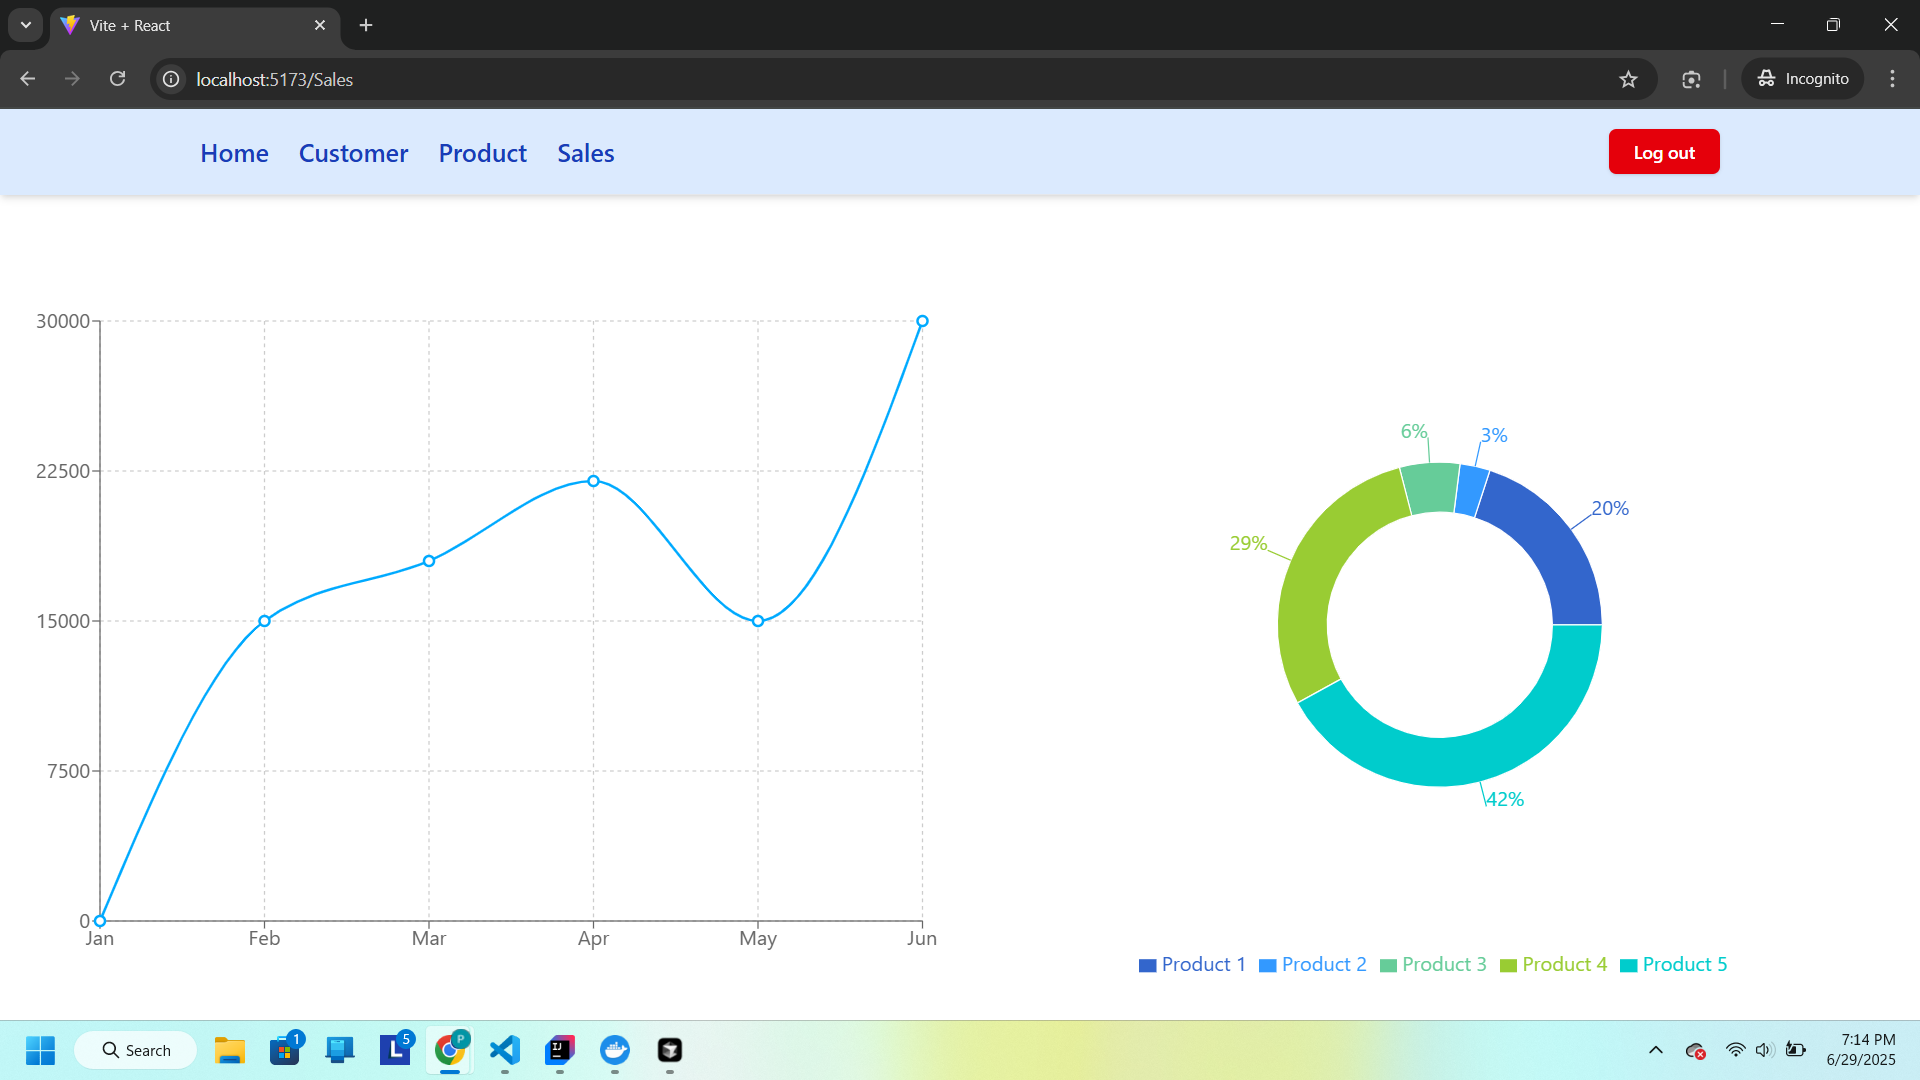 Vite + React
localhost:5173/Sales
Incognito
Home Customer Product Sales
Log out
30000
22500
15000
7500
0
Jan Feb Mar Apr May Jun
6% 3%
20%
29%
42%
Product 1 Product 2 Product 3 Product 4 Product 5
Search
1
L 5
P
IJ
7:14 PM
6/29/2025